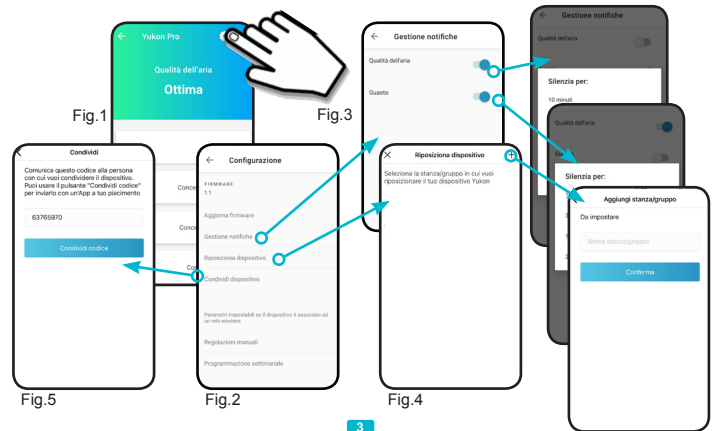 Yukon Pro
Qualità dell'aria
Ottima
Fig.1
Fig.3
Gestione notifiche
Qualità dell'aria
Guasto
Gestione notifiche
Qualità dell'aria
Silenzia per:
10 minuti
Qualità dell'aria
Silenzia per:
Condividi
Comunica questo codice alla persona
con cui vuoi condividere il dispositivo.
Puoi usare il pulsante "Condividi codice"
per inviarlo con un'App a tuo piacimento
63765970
Condividi codice
Fig.5
Configurazione
FIRMWARE
1.1
Aggiorna firmware
Gestione notifiche
Riposiziona dispositivo
Condividi dispositivo
Parametri impostabili se il dispositivo è associato ad
un relè wireless
Regolazioni manuali
Programmazione settimanale
Fig.2
Riposiziona dispositivo
Seleziona la stanza/gruppo in cui vuoi
riposizionare il tuo dispositivo Yukon
Fig.4
Aggiungi stanza/gruppo
Da impostare
Nome stanza/gruppo
Conferma
3